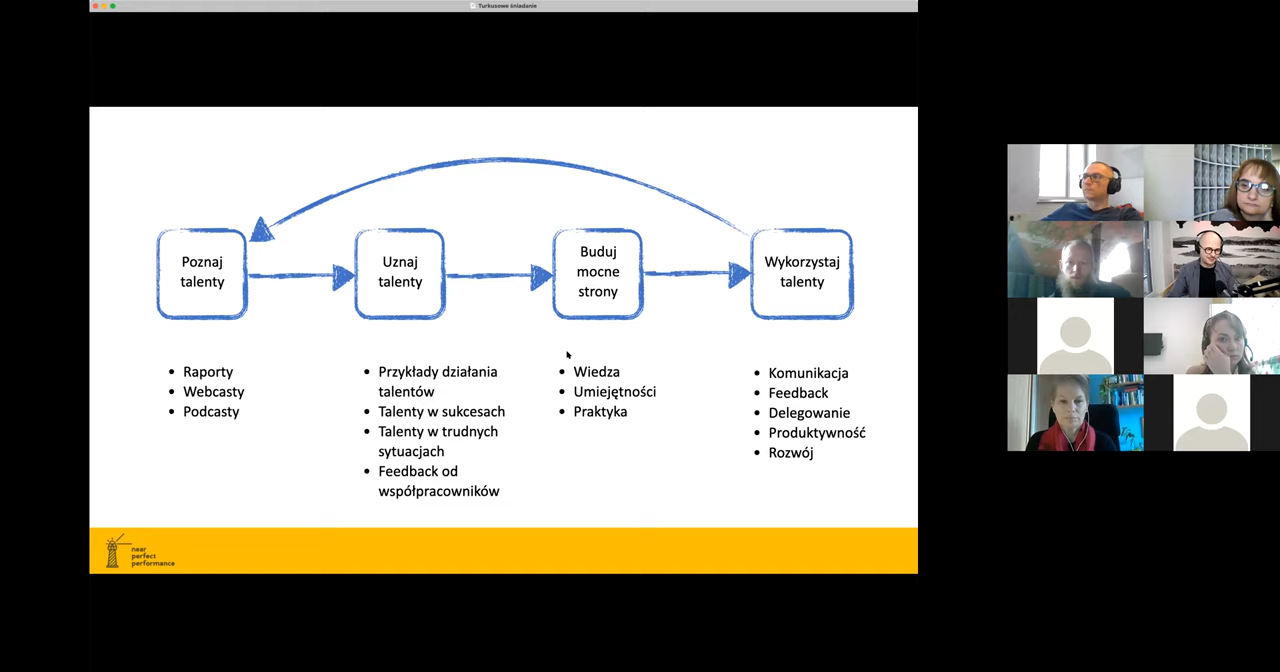 Turkusowe śniadanie
Poznaj
talenty
Uznaj
talenty
Buduj
mocne
strony
Wykorzystaj
talenty
• Raporty
• Webcasty
• Podcasty
• Przykłady działania
talentów
• Talenty w sukcesach
• Talenty w trudnych
sytuacjach
• Feedback od
współpracowników
• Wiedza
• Umiejętności
• Praktyka
• Komunikacja
• Feedback
• Delegowanie
• Produktywność
• Rozwój
near
perfect
performance